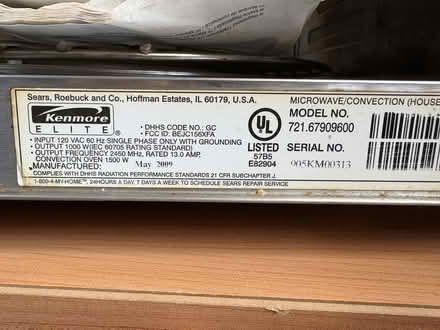 Sears, Roebuck and Co., Hoffman Estates, IL 60179, U.S.A.
MICROWAVE/CONVECTION (HOUSE
Kenmore
ELITE ®
• DHHS CODE NO.: GC
• FCC ID: BEJC156XFA
UL ®
LISTED
57B5
E82904
MODEL NO.
721.67909600
905KM00313
• INPUT 120 VAC 60 Hz SINGLE PHASE ONLY WITH GROUNDING
• OUTPUT 1000 W(IEC 60705 RATING STANDARD)
• OUTPUT FREQUENCY 2450 MHz, RATED 13.0 AMP.
CONVECTION OVEN 1500 W
• MANUFACTURED: May 2009
COMPLIES WITH DHHS RADIATION PERFORMANCE STANDARDS 21 CFR SUBCHAPTER J.
1-800-4-MY-HOME™, 24HOURS A DAY, 7 DAYS A WEEK TO SCHEDULE SEARS REPAIR SERVICE